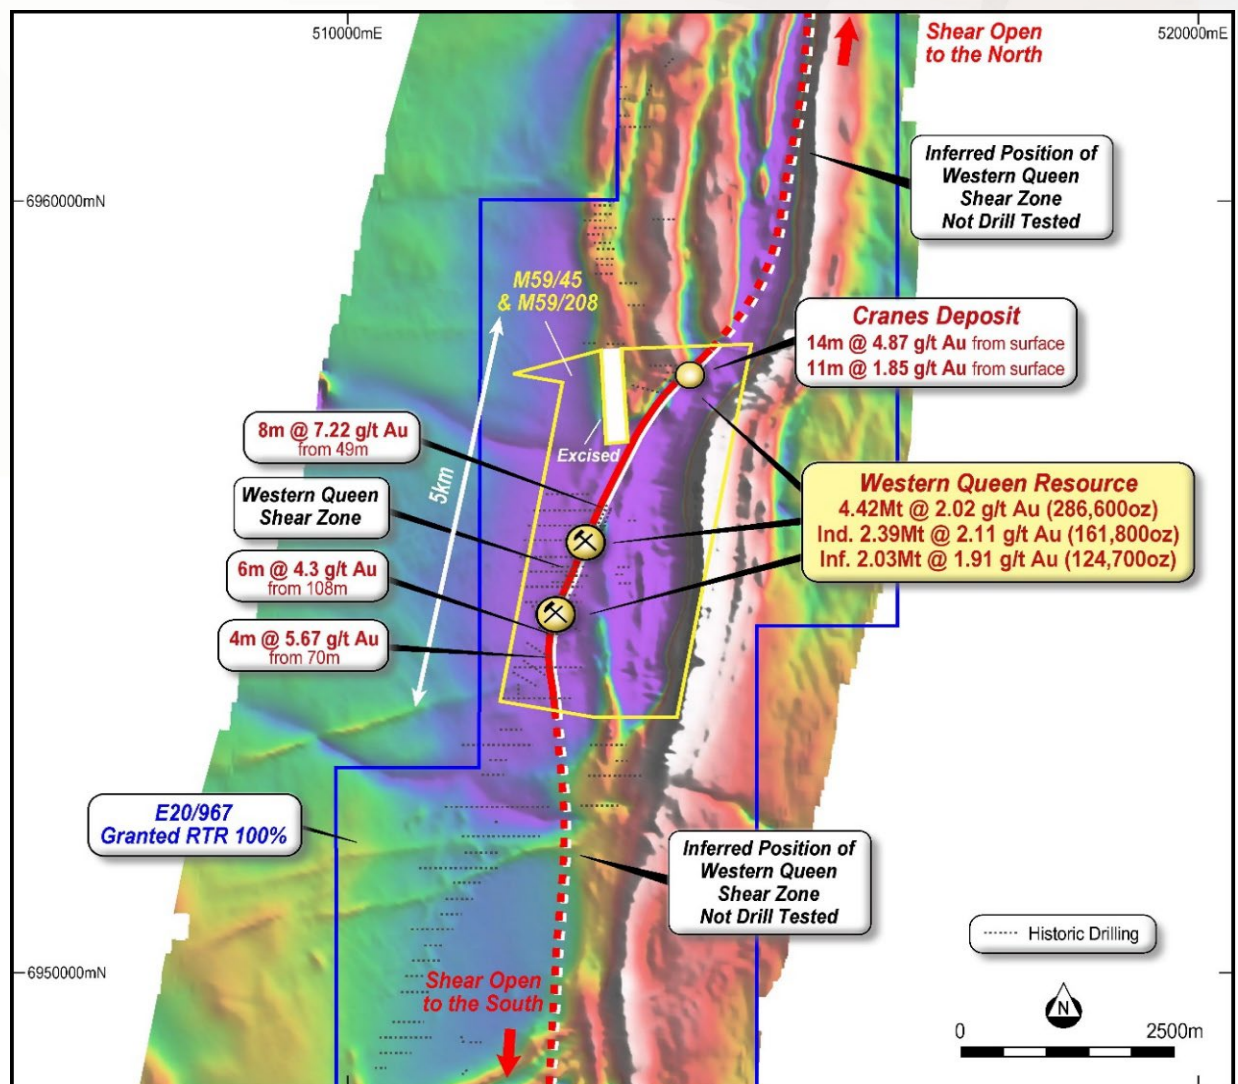 510000mE
520000mE
Shear Open
to the North
Inferred Position of
Western Queen
Shear Zone
Not Drill Tested
6960000mN
M59/45
& M59/208
Cranes Deposit
14m @ 4.87 g/t Au from surface
11m @ 1.85 g/t Au from surface
8m @ 7.22 g/t Au
from 49m
Excised
5km
Western Queen
Shear Zone
Western Queen Resource
4.42Mt @ 2.02 g/t Au (286,600oz)
Ind. 2.39Mt @ 2.11 g/t Au (161,800oz)
Inf. 2.03Mt @ 1.91 g/t Au (124,700oz)
6m @ 4.3 g/t Au
from 108m
4m @ 5.67 g/t Au
from 70m
E20/967
Granted RTR 100%
Inferred Position of
Western Queen
Shear Zone
Not Drill Tested
Historic Drilling
6950000mN
Shear Open
to the South
N
0 2500m